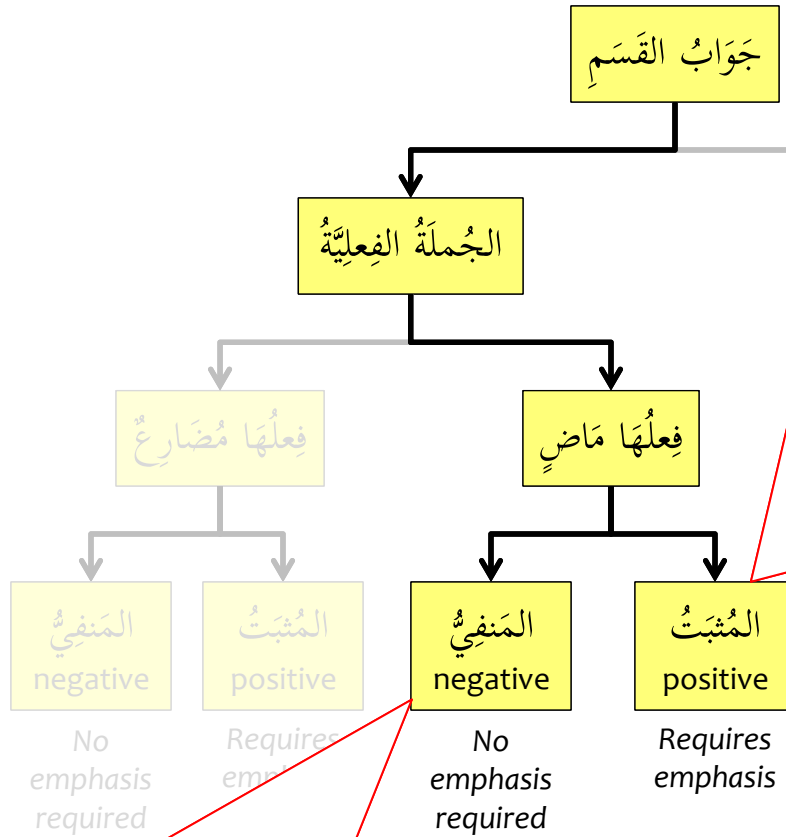 جَوَابُ القَسَمِ
الجُملَةُ الفِعلِيَّةُ
فِعلُهَا مُضَارِعٌ
فِعلُهَا مَاضٍ
المَنفِيُّ
negative
المُثبَتُ
positive
المَنفِيُّ
negative
المُثبَتُ
positive
No
emphasis
required
Requires
emphasis
No
emphasis
required
Requires
emphasis